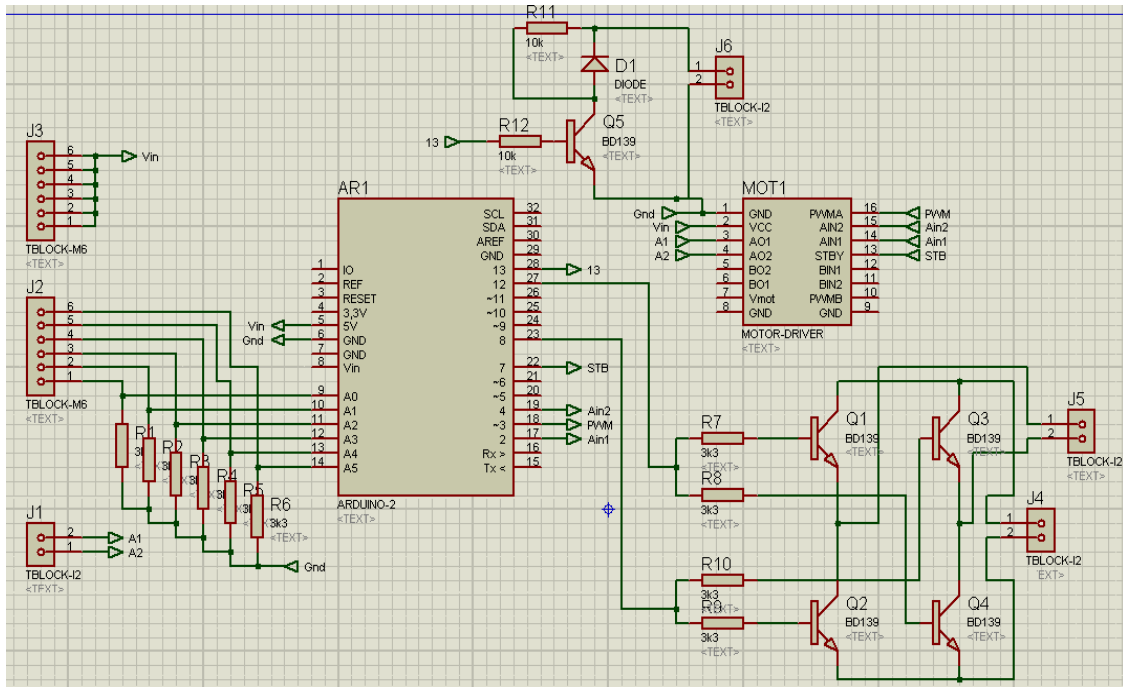 R11
10k
<TEXT>
D1
DIODE
<TEXT>
J6
1
2
TBLOCK-I2
<TEXT>
13
R12
10k
<TEXT>
Q5
BD139
<TEXT>
J3
6
5
4
3
2
1
Vin
TBLOCK-M6
<TEXT>
J2
6
5
4
3
2
1
TBLOCK-M6
<TEXT>
R1
R2
R3
R4
R5
R6
3k3
<TEXT>
Gnd
J1
2
1
A1
A2
TBLOCK-I2
<TEXT>
AR1
1 IO
2 REF
3 RESET
4 3,3V
Vin 5 5V
Gnd 6 GND
7 GND
8 Vin
9 A0
10 A1
11 A2
12 A3
13 A4
14 A5
SCL 32
SDA 31
AREF 30
GND 29
13 28 13
12 27
~11 26
~10 25
~9 24
8 23
7 22 STB
~6 21
~5 20
4 19 Ain2
~3 18 PWM
2 17 Ain1
Rx > 16
Tx < 15
ARDUINO-2
<TEXT>
MOT1
Gnd 1 GND PWMA 16 PWM
Vin 2 VCC AIN2 15 Ain2
A1 3 AO1 AIN1 14 Ain1
A2 4 AO2 STBY 13 STB
5 BO2 BIN1 12
6 BO1 BIN2 11
7 Vmot PWMB 10
8 GND GND 9
MOTOR-DRIVER
<TEXT>
R7
3k3
<TEXT>
R8
3k3
<TEXT>
R10
3k3
<TEXT>
R9
3k3
<TEXT>
Q1
BD139
<TEXT>
Q3
BD139
<TEXT>
Q2
BD139
<TEXT>
Q4
BD139
<TEXT>
J5
1
2
TBLOCK-I2
<TEXT>
J4
1
2
TBLOCK-I2
EXT>